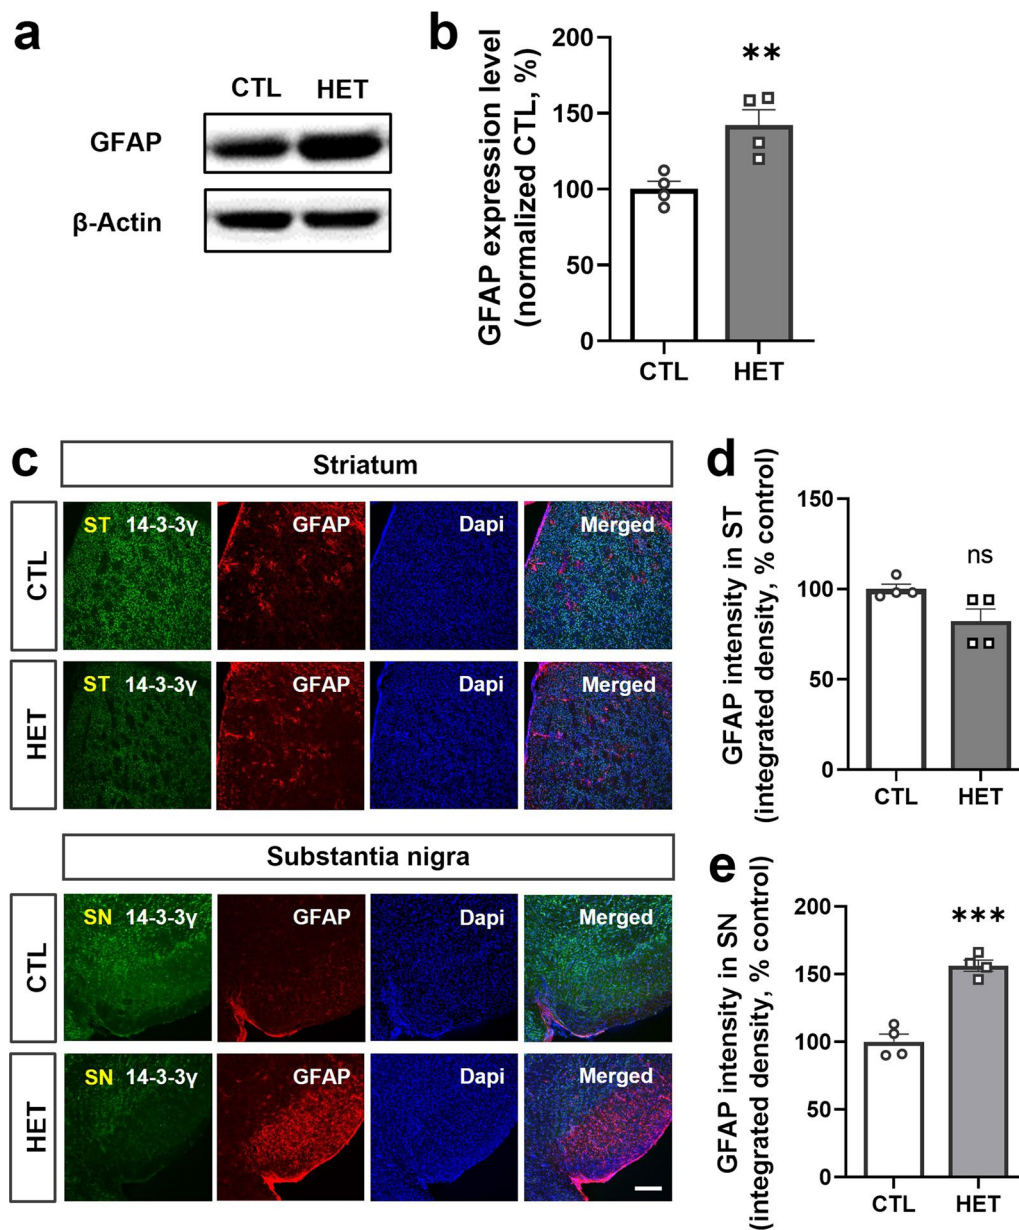 a
CTL HET
GFAP
β-Actin
b
GFAP expression level
(normalized CTL, %)
200
150
100
50
0
**
CTL HET
c
Striatum
CTL
ST 14-3-3γ GFAP Dapi Merged
HET
ST 14-3-3γ GFAP Dapi Merged
Substantia nigra
CTL
SN 14-3-3γ GFAP Dapi Merged
HET
SN 14-3-3γ GFAP Dapi Merged
d
GFAP intensity in ST
(integrated density, % control)
150
100
50
0
ns
CTL HET
e
GFAP intensity in SN
(integrated density, % control)
200
150
100
50
0
***
CTL HET